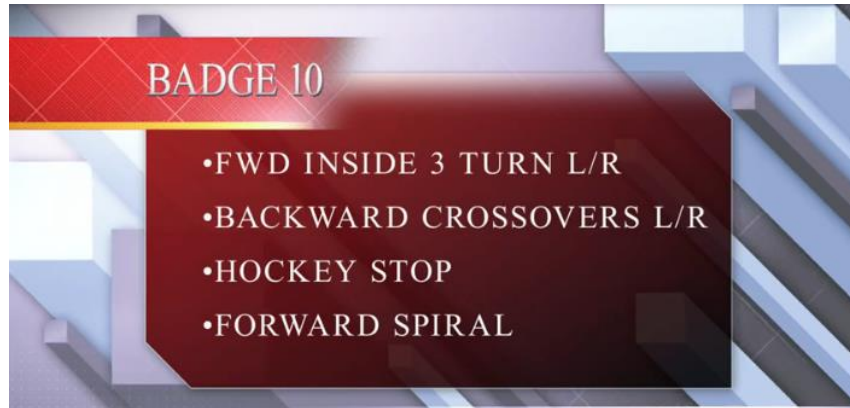 BADGE 10
•FWD INSIDE 3 TURN L/R
•BACKWARD CROSSOVERS L/R
•HOCKEY STOP
•FORWARD SPIRAL